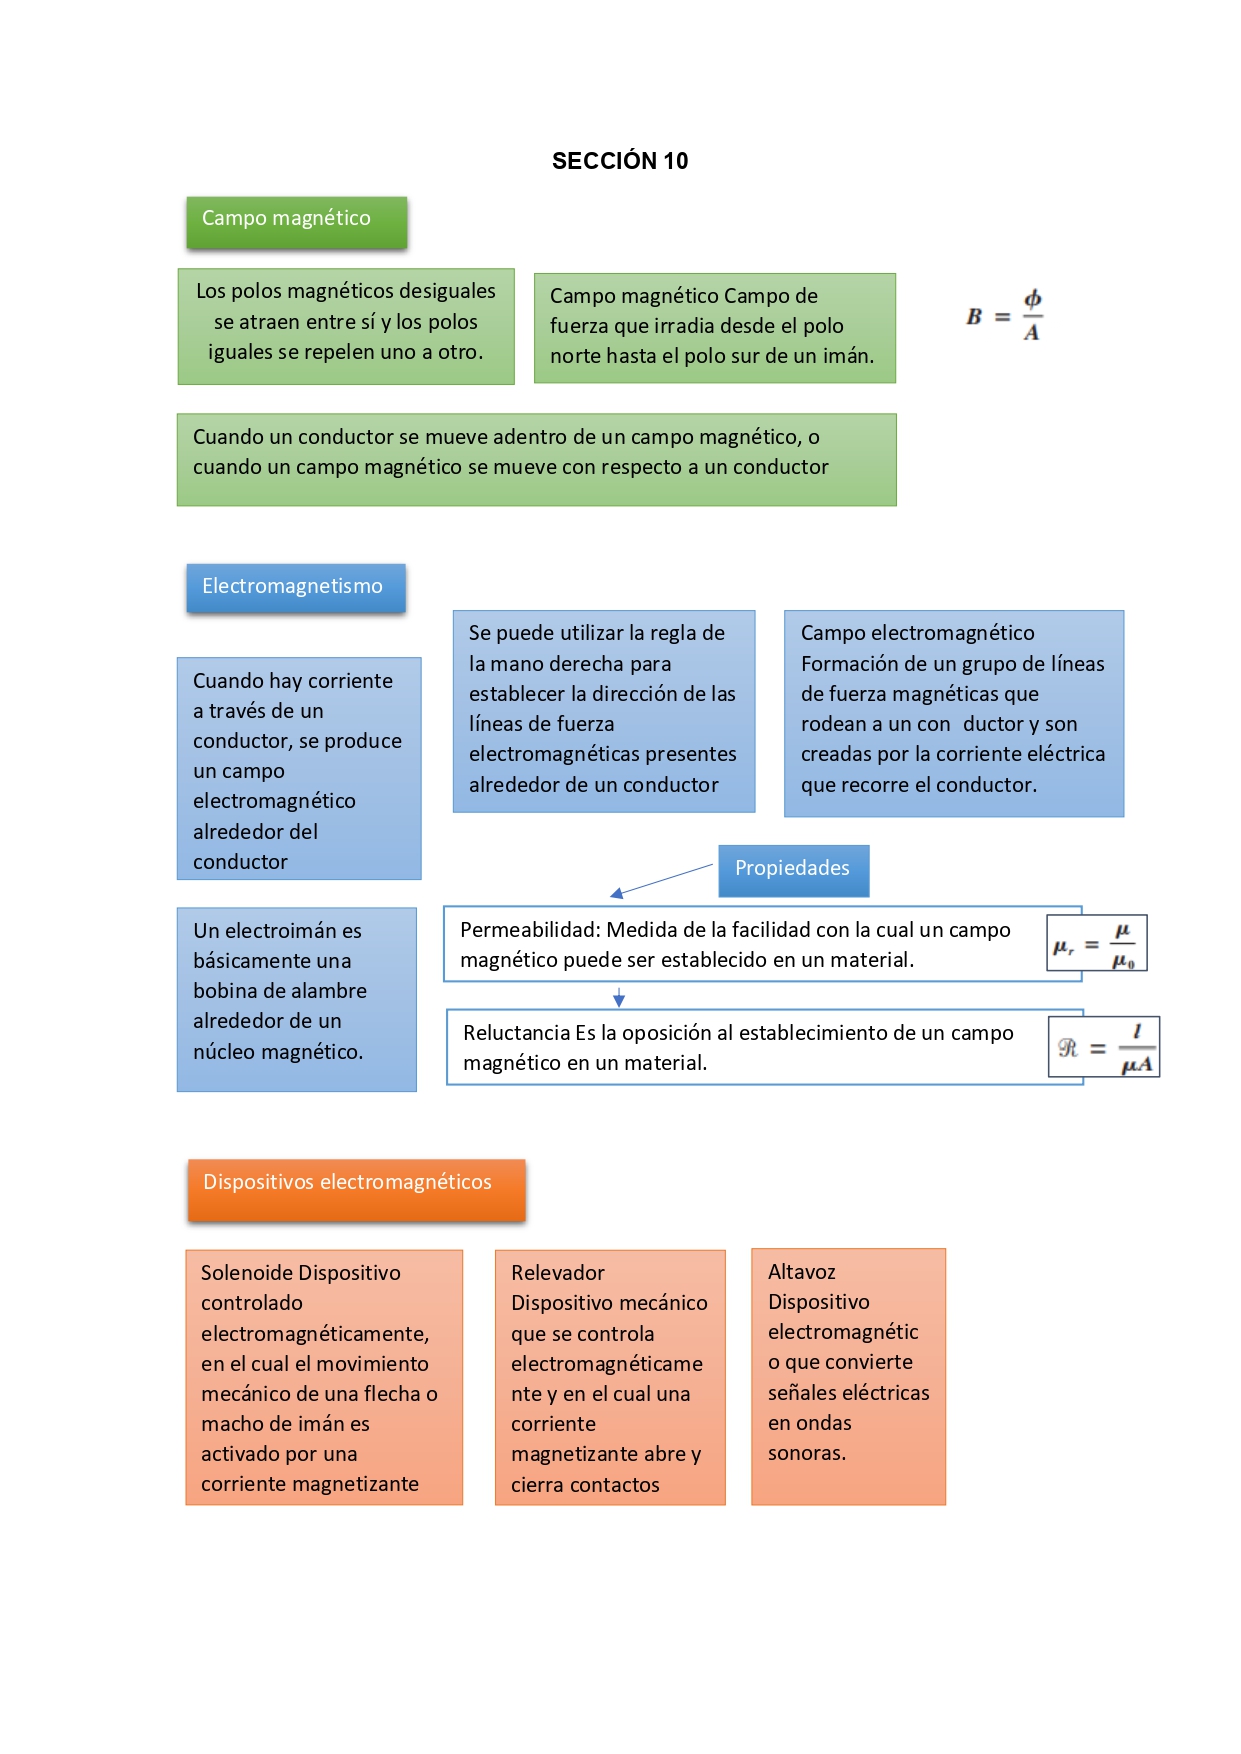 SECCIÓN 10
Campo magnético
Los polos magnéticos desiguales
se atraen entre sí y los polos
iguales se repelen uno a otro.
Campo magnético Campo de
fuerza que irradia desde el polo
norte hasta el polo sur de un imán.
B = ϕ/A
Cuando un conductor se mueve adentro de un campo magnético, o
cuando un campo magnético se mueve con respecto a un conductor
Electromagnetismo
Cuando hay corriente
a través de un
conductor, se produce
un campo
electromagnético
alrededor del
conductor
Se puede utilizar la regla de
la mano derecha para
establecer la dirección de las
líneas de fuerza
electromagnéticas presentes
alrededor de un conductor
Campo electromagnético
Formación de un grupo de líneas
de fuerza magnéticas que
rodean a un con ductor y son
creadas por la corriente eléctrica
que recorre el conductor.
Propiedades
Un electroimán es
básicamente una
bobina de alambre
alrededor de un
núcleo magnético.
Permeabilidad: Medida de la facilidad con la cual un campo
magnético puede ser establecido en un material.
μr = μ/μ0
Reluctancia Es la oposición al establecimiento de un campo
magnético en un material.
ℛ = l/μA
Dispositivos electromagnéticos
Solenoide Dispositivo
controlado
electromagnéticamente,
en el cual el movimiento
mecánico de una flecha o
macho de imán es
activado por una
corriente magnetizante
Relevador
Dispositivo mecánico
que se controla
electromagnéticame
nte y en el cual una
corriente
magnetizante abre y
cierra contactos
Altavoz
Dispositivo
electromagnétic
o que convierte
señales eléctricas
en ondas
sonoras.